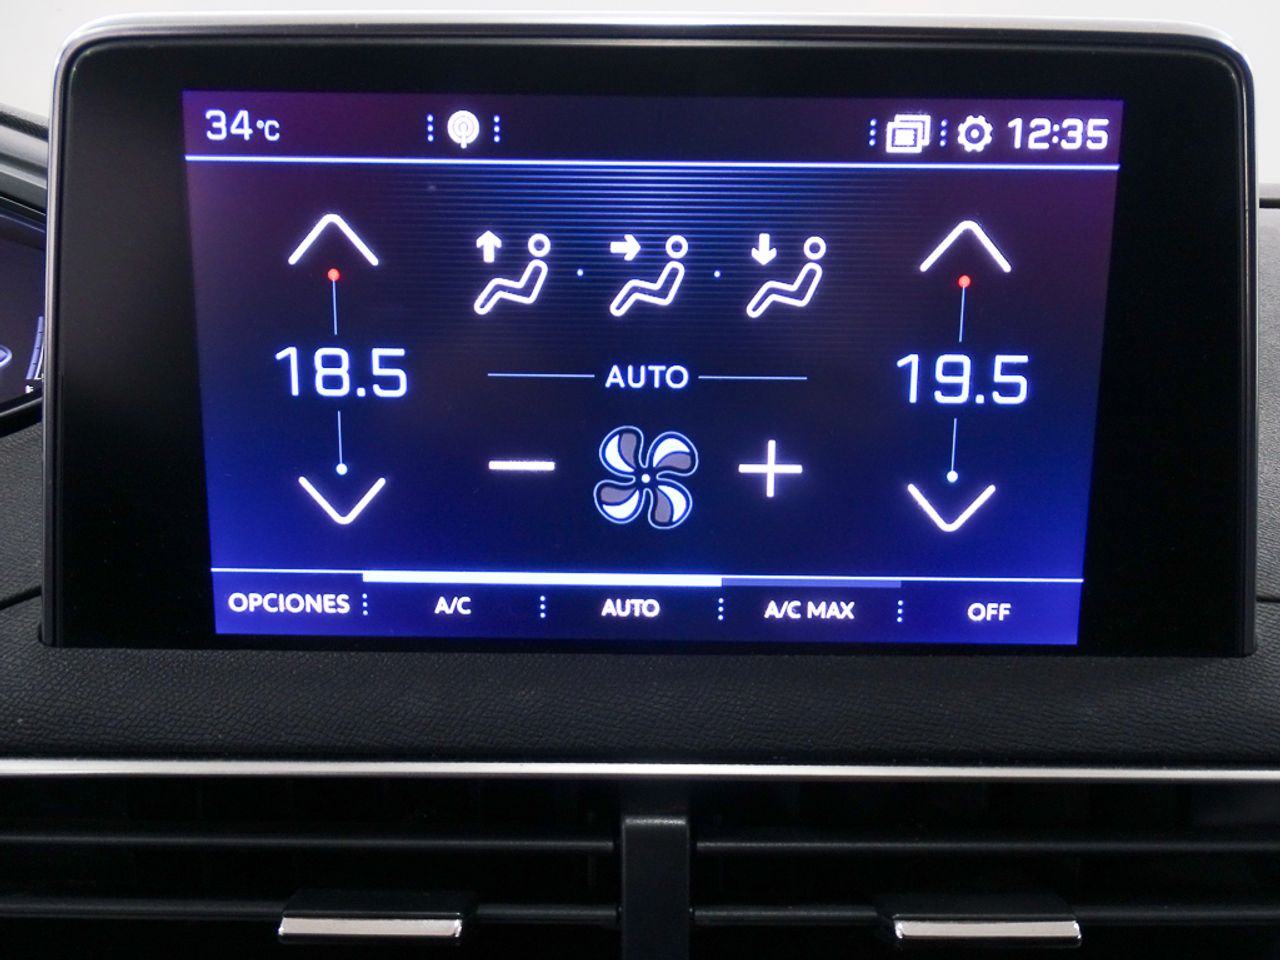 34°C 12:35
18.5 AUTO 19.5
OPCIONES A/C AUTO A/C MAX OFF